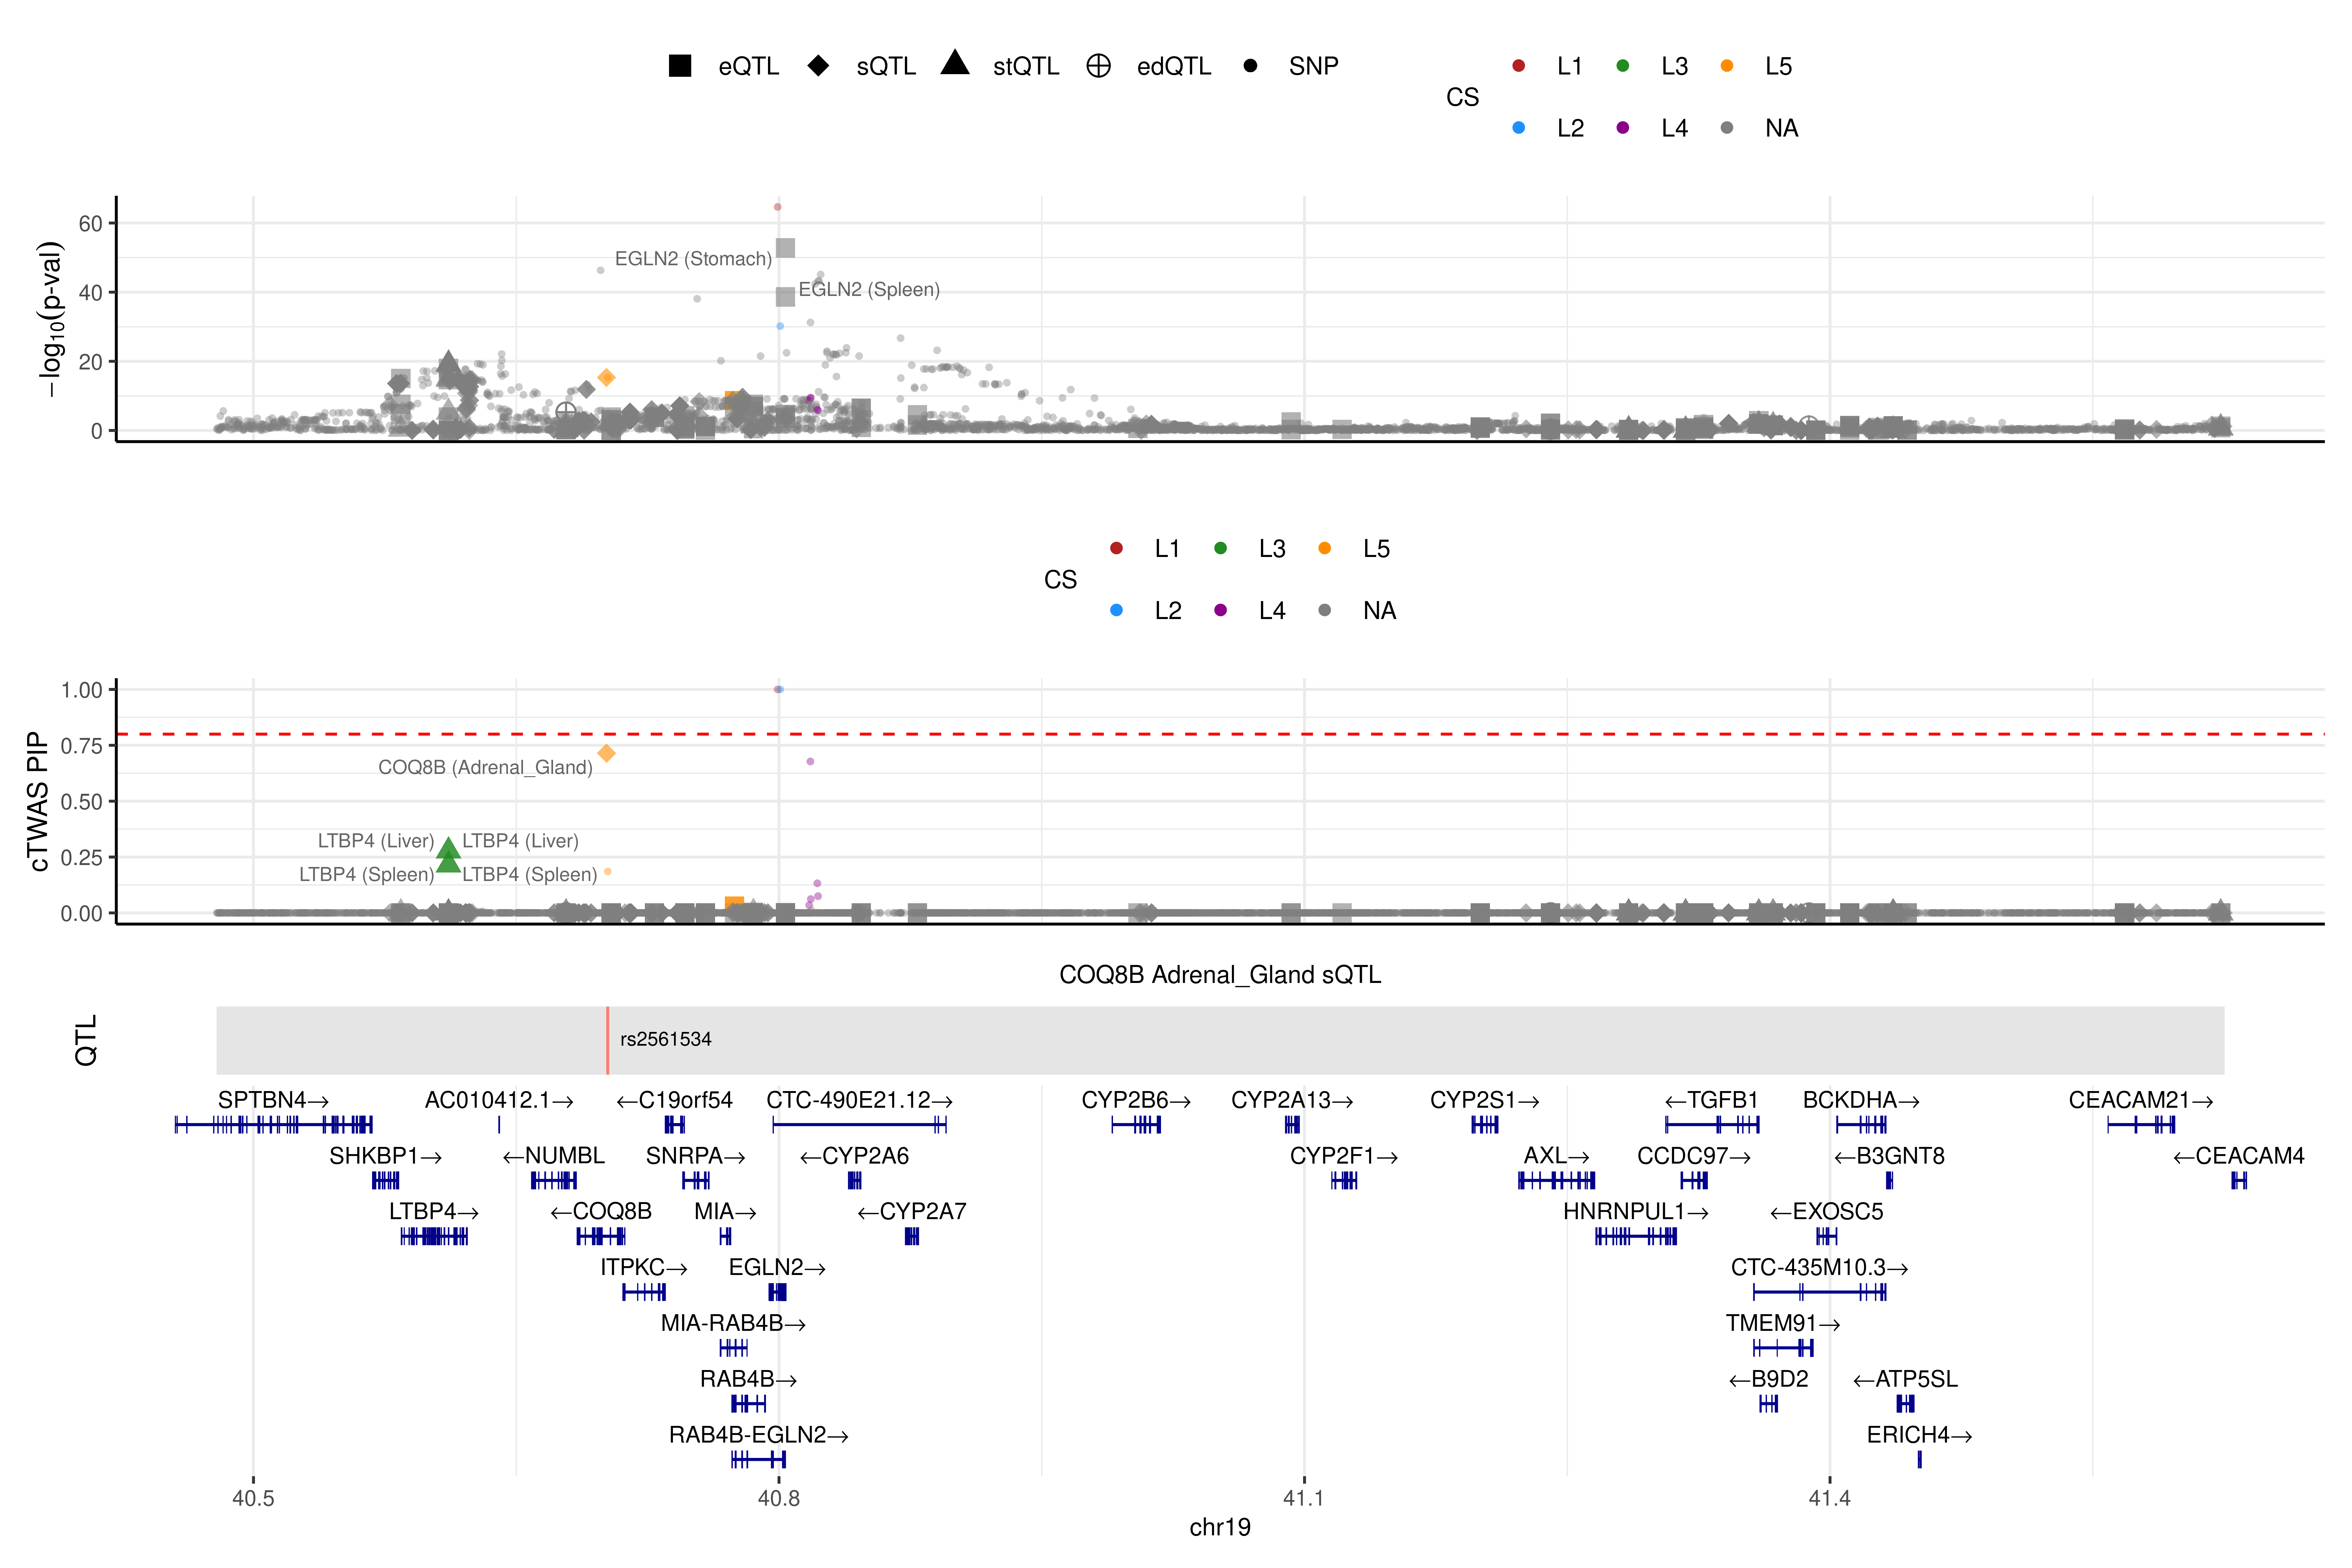 eQTL sQTL stQTL edQTL SNP
CS
L1 L3 L5
L2 L4 NA
−log10(p-val)
60
40
20
0
EGLN2 (Stomach)
EGLN2 (Spleen)
CS
L1 L3 L5
L2 L4 NA
cTWAS PIP
1.00
0.75
0.50
0.25
0.00
COQ8B (Adrenal_Gland)
LTBP4 (Liver) LTBP4 (Liver)
LTBP4 (Spleen) LTBP4 (Spleen)
COQ8B Adrenal_Gland sQTL
QTL
rs2561534
SPTBN4→ AC010412.1→ ←C19orf54 CTC-490E21.12→ CYP2B6→ CYP2A13→ CYP2S1→ ←TGFB1 BCKDHA→ CEACAM21→
SHKBP1→ ←NUMBL SNRPA→ ←CYP2A6 CYP2F1→ AXL→ CCDC97→ ←B3GNT8 ←CEACAM4
LTBP4→ ←COQ8B MIA→ ←CYP2A7 HNRNPUL1→ ←EXOSC5
ITPKC→ EGLN2→ CTC-435M10.3→
MIA-RAB4B→ TMEM91→
RAB4B→ ←B9D2 ←ATP5SL
RAB4B-EGLN2→ ERICH4→
40.5 40.8 41.1 41.4
chr19